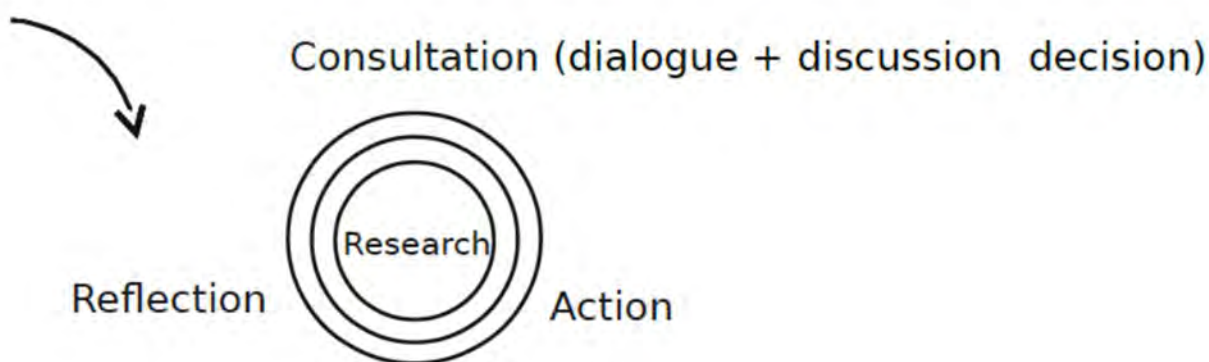 Consultation (dialogue + discussion decision)
Research
Reflection
Action